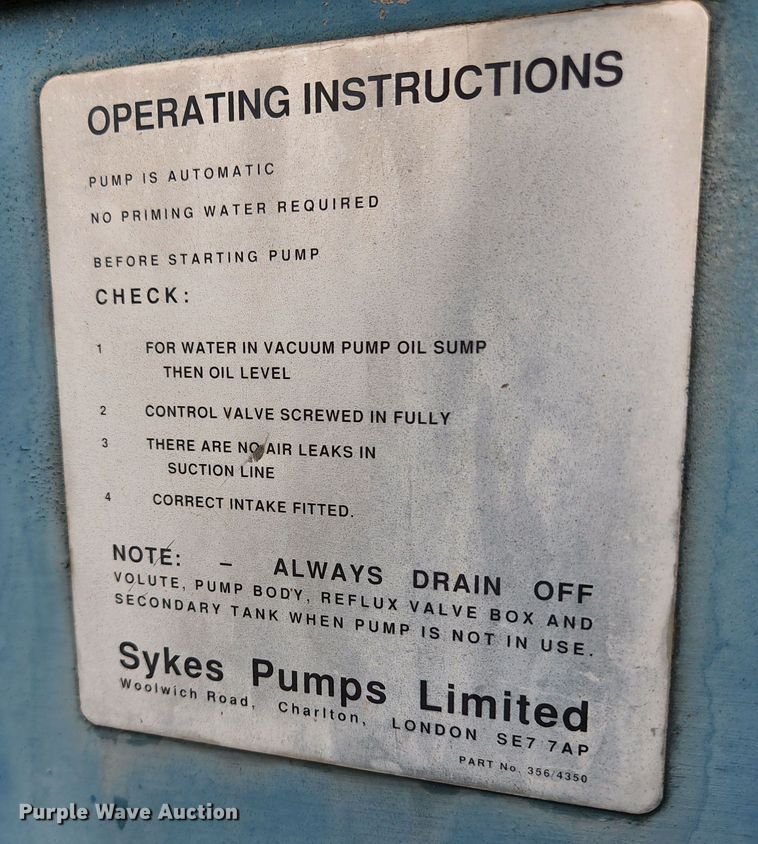 OPERATING INSTRUCTIONS
PUMP IS AUTOMATIC
NO PRIMING WATER REQUIRED
BEFORE STARTING PUMP
CHECK:
1 FOR WATER IN VACUUM PUMP OIL SUMP
THEN OIL LEVEL
2 CONTROL VALVE SCREWED IN FULLY
3 THERE ARE NO AIR LEAKS IN
SUCTION LINE
4 CORRECT INTAKE FITTED.
NOTE: – ALWAYS DRAIN OFF
VOLUTE, PUMP BODY, REFLUX VALVE BOX AND
SECONDARY TANK WHEN PUMP IS NOT IN USE.
Sykes Pumps Limited
Woolwich Road, Charlton, LONDON SE7 7AP
PART No. 356/4350
Purple Wave Auction